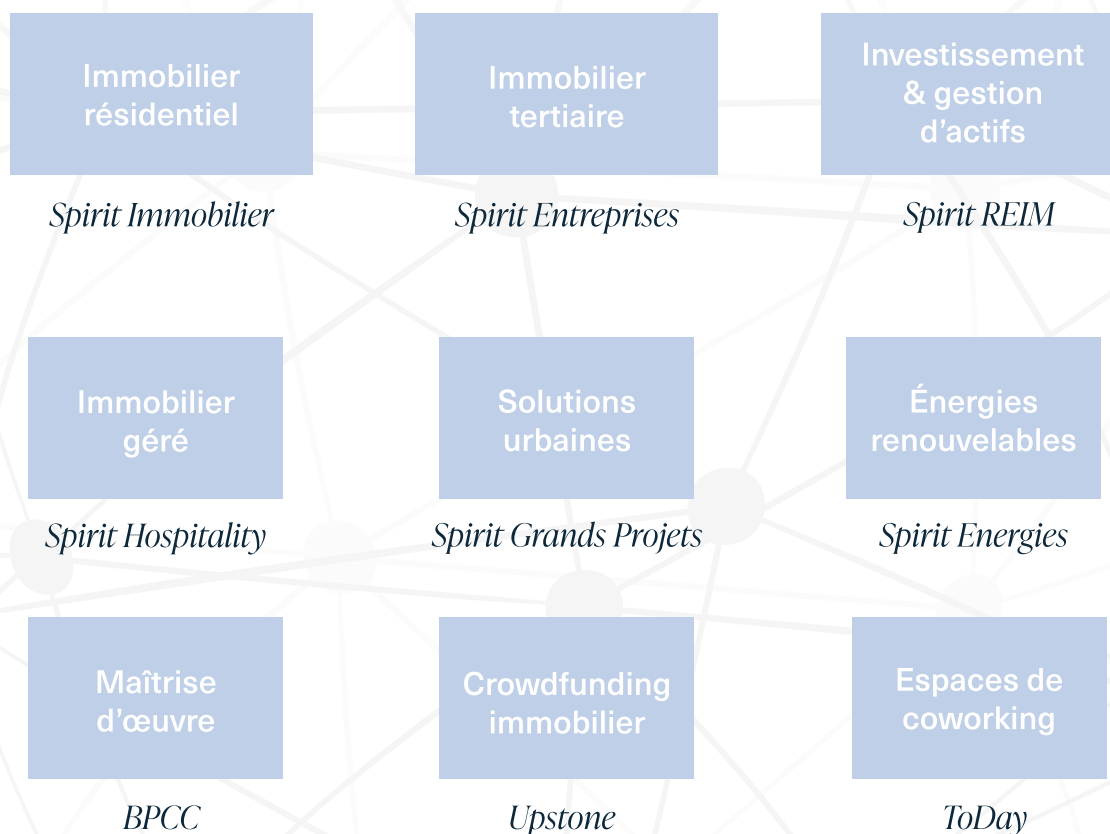 Immobilier
résidentiel
Spirit Immobilier
Immobilier
tertiaire
Spirit Entreprises
Investissement
& gestion
d’actifs
Spirit REIM
Immobilier
géré
Spirit Hospitality
Solutions
urbaines
Spirit Grands Projets
Énergies
renouvelables
Spirit Energies
Maîtrise
d’œuvre
BPCC
Crowdfunding
immobilier
Upstone
Espaces de
coworking
ToDay